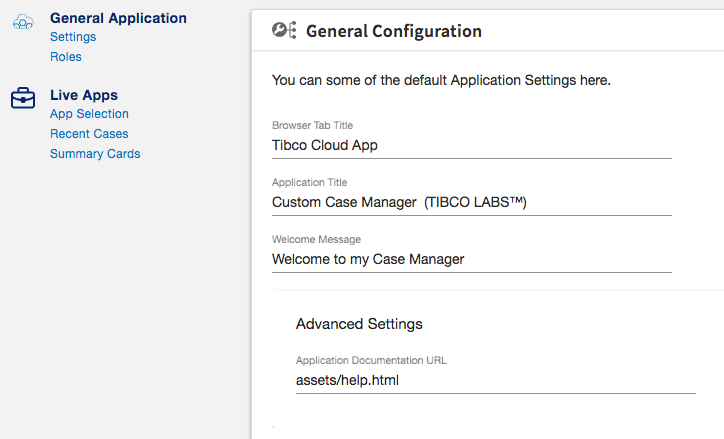 General Application
Settings
Roles
Live Apps
App Selection
Recent Cases
Summary Cards
General Configuration
You can some of the default Application Settings here.
Browser Tab Title
Tibco Cloud App
Application Title
Custom Case Manager (TIBCO LABS™)
Welcome Message
Welcome to my Case Manager
Advanced Settings
Application Documentation URL
assets/help.html